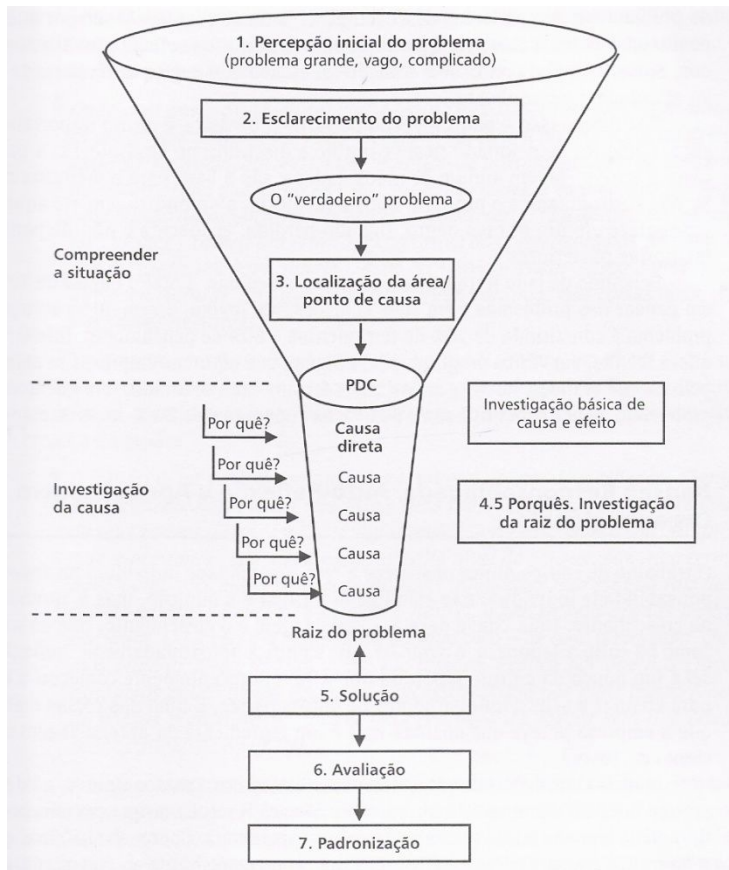 1. Percepção inicial do problema
(problema grande, vago, complicado)
2. Esclarecimento do problema
O "verdadeiro" problema
Compreender
a situação
3. Localização da área/
ponto de causa
PDC
Investigação básica de
causa e efeito
Por quê?
Causa
direta
Por quê?
Causa
Investigação
da causa
4.5 Porquês. Investigação
da raiz do problema
Por quê?
Causa
Por quê?
Causa
Por quê?
Causa
Raiz do problema
5. Solução
6. Avaliação
7. Padronização